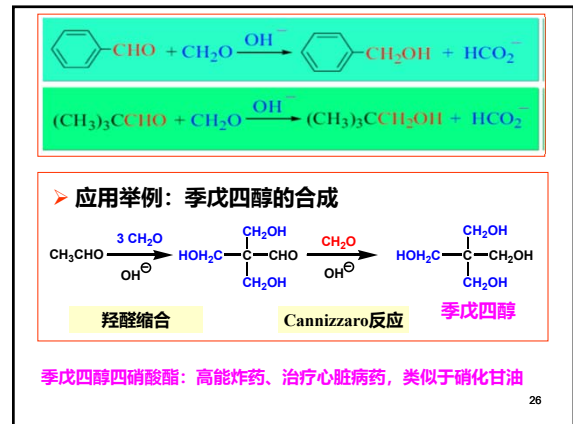 CHO + CH₂O OH⁻ CH₂OH + HCO₂⁻
(CH₃)₃CCHO + CH₂O OH⁻ (CH₃)₃CCH₂OH + HCO₂⁻
➢ 应用举例：季戊四醇的合成
CH₃CHO 3 CH₂O OH⊖ HOH₂C CH₂OH C CHO CH₂OH CH₂O OH⊖ HOH₂C CH₂OH C CH₂OH CH₂OH
季戊四醇
羟醛缩合 Cannizzaro反应
季戊四醇四硝酸酯：高能炸药、治疗心脏病药，类似于硝化甘油
26